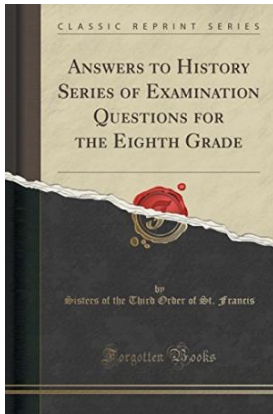 CLASSIC REPRINT SERIES
ANSWERS TO HISTORY
SERIES OF EXAMINATION
QUESTIONS FOR
THE EIGHTH GRADE
by
Sisters of the Third Order of St. Francis
Forgotten Books